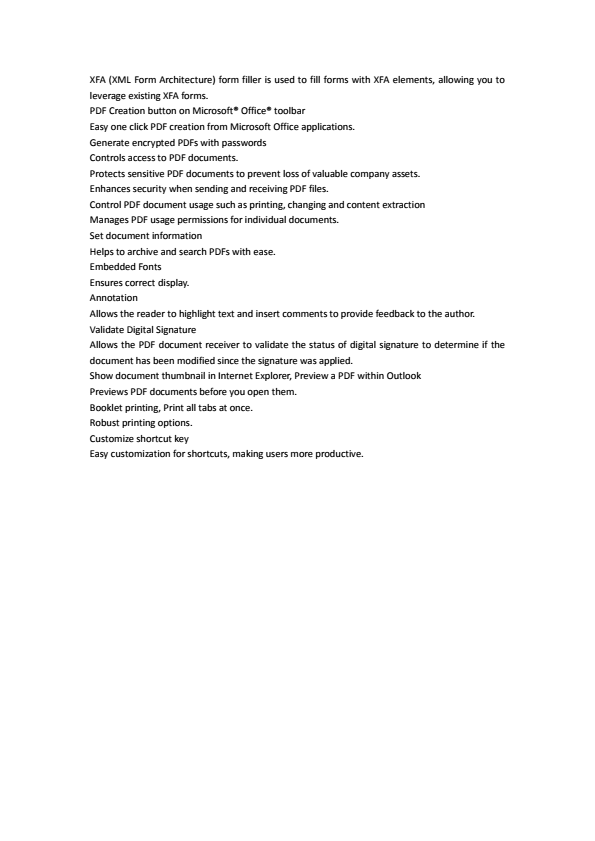 XFA (XML Form Architecture) form filler is used to fill forms with XFA elements, allowing you to
leverage existing XFA forms.
PDF Creation button on Microsoft® Office® toolbar
Easy one click PDF creation from Microsoft Office applications.
Generate encrypted PDFs with passwords
Controls access to PDF documents.
Protects sensitive PDF documents to prevent loss of valuable company assets.
Enhances security when sending and receiving PDF files.
Control PDF document usage such as printing, changing and content extraction
Manages PDF usage permissions for individual documents.
Set document information
Helps to archive and search PDFs with ease.
Embedded Fonts
Ensures correct display.
Annotation
Allows the reader to highlight text and insert comments to provide feedback to the author.
Validate Digital Signature
Allows the PDF document receiver to validate the status of digital signature to determine if the
document has been modified since the signature was applied.
Show document thumbnail in Internet Explorer, Preview a PDF within Outlook
Previews PDF documents before you open them.
Booklet printing, Print all tabs at once.
Robust printing options.
Customize shortcut key
Easy customization for shortcuts, making users more productive.